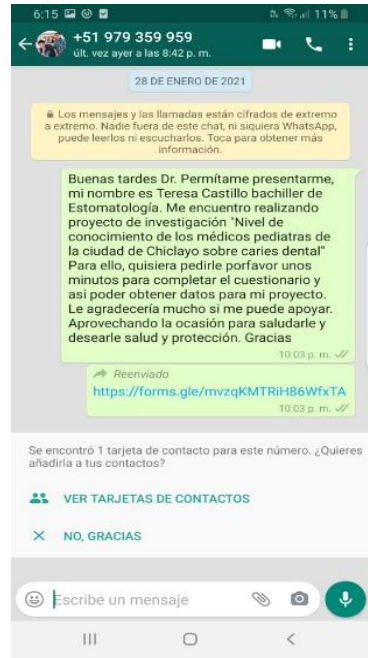 6:15 11%
+51 979 359 959
últ. vez ayer a las 8:42 p. m.
28 DE ENERO DE 2021
Los mensajes y las llamadas están cifrados de extremo
a extremo. Nadie fuera de este chat, ni siquiera WhatsApp,
puede leerlos ni escucharlos. Toca para obtener más
información.
Buenas tardes Dr. Permítame presentarme,
mi nombre es Teresa Castillo bachiller de
Estomatología. Me encuentro realizando
proyecto de investigación "Nivel de
conocimiento de los médicos pediatras de
la ciudad de Chiclayo sobre caries dental"
Para ello, quisiera pedirle porfavor unos
minutos para completar el cuestionario y
asi poder obtener datos para mi proyecto.
Le agradecería mucho si me puede apoyar.
Aprovechando la ocasión para saludarle y
desearle salud y protección. Gracias
10:03 p. m.
Reenviado
https://forms.gle/mvzqKMTRiH86WfxTA
10:03 p. m.
Se encontró 1 tarjeta de contacto para este número. ¿Quieres
añadirla a tus contactos?
VER TARJETAS DE CONTACTOS
NO, GRACIAS
Escribe un mensaje